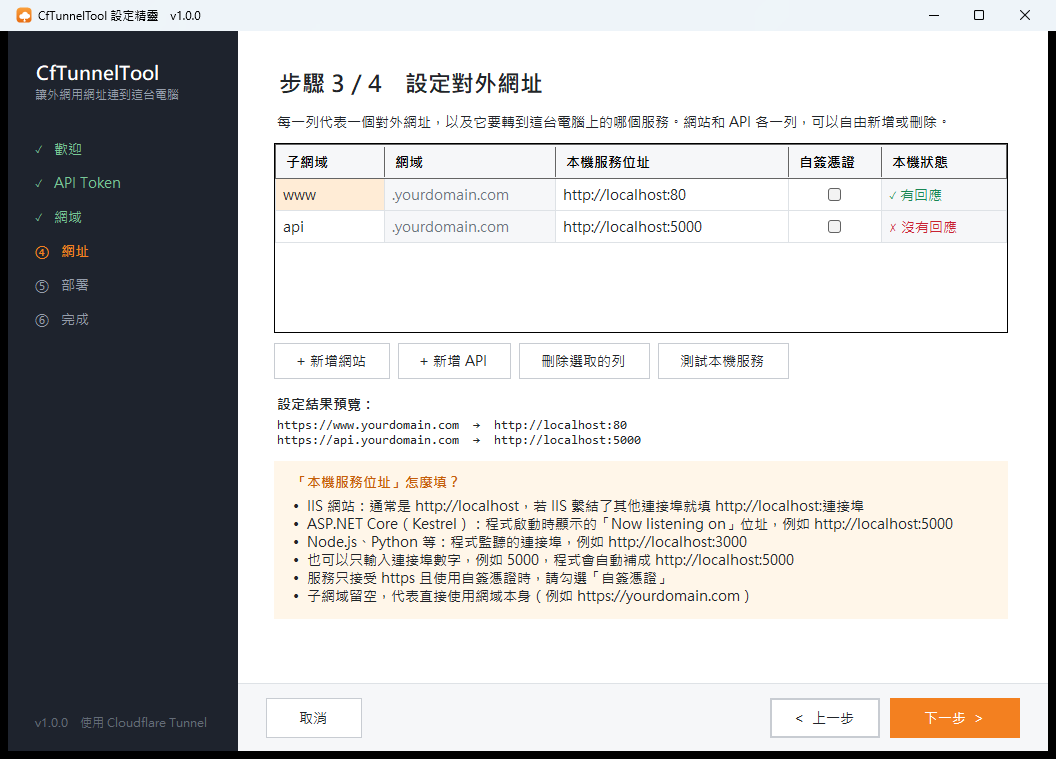 CfTunnelTool 設定精靈 v1.0.0
CfTunnelTool
讓外網用網址連到這台電腦
✓ 歡迎
✓ API Token
✓ 網域
④ 網址
⑤ 部署
⑥ 完成
v1.0.0 使用 Cloudflare Tunnel
步驟 3 / 4 設定對外網址
每一列代表一個對外網址，以及它要轉到這台電腦上的哪個服務。網站和 API 各一列，可以自由新增或刪除。
子網域 網域 本機服務位址 自簽憑證 本機狀態
www .yourdomain.com http://localhost:80 ✓ 有回應
api .yourdomain.com http://localhost:5000 ✗ 沒有回應
+ 新增網站 + 新增 API 刪除選取的列 測試本機服務
設定結果預覽：
https://www.yourdomain.com → http://localhost:80
https://api.yourdomain.com → http://localhost:5000
「本機服務位址」怎麼填？
• IIS 網站：通常是 http://localhost，若 IIS 繫結了其他連接埠就填 http://localhost:連接埠
• ASP.NET Core（Kestrel）：程式啟動時顯示的「Now listening on」位址，例如 http://localhost:5000
• Node.js、Python 等：程式監聽的連接埠，例如 http://localhost:3000
• 也可以只輸入連接埠數字，例如 5000，程式會自動補成 http://localhost:5000
• 服務只接受 https 且使用自簽憑證時，請勾選「自簽憑證」
• 子網域留空，代表直接使用網域本身（例如 https://yourdomain.com）
取消 < 上一步 下一步 >